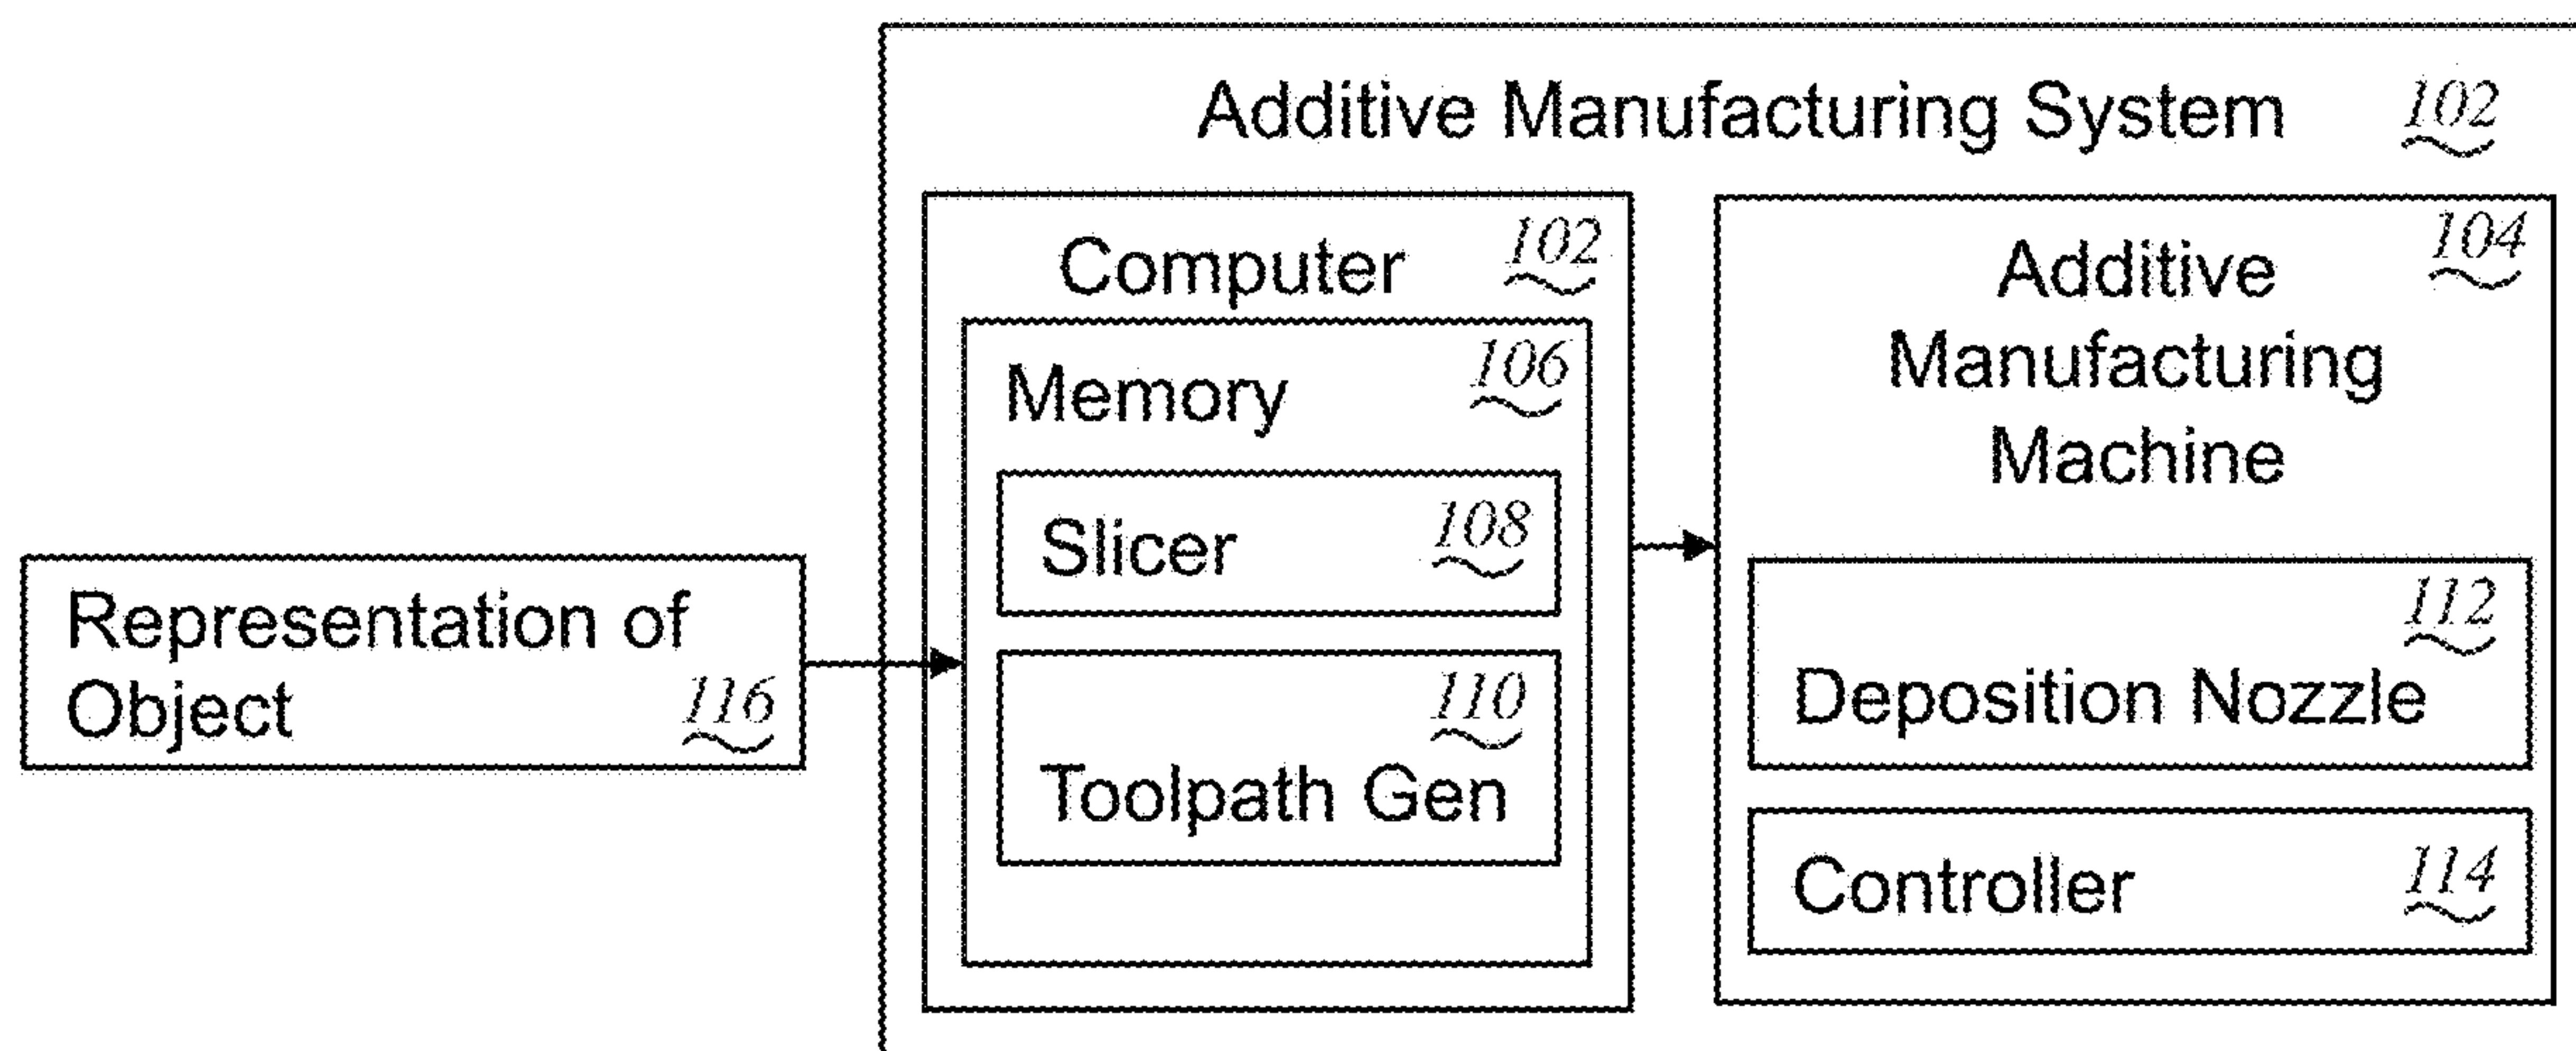 Additive Manufacturing System 102
Computer 102
Memory 106
Slicer 108
110
Toolpath Gen
Representation of
Object 116
104
Additive
Manufacturing
Machine
112
Deposition Nozzle
Controller 114